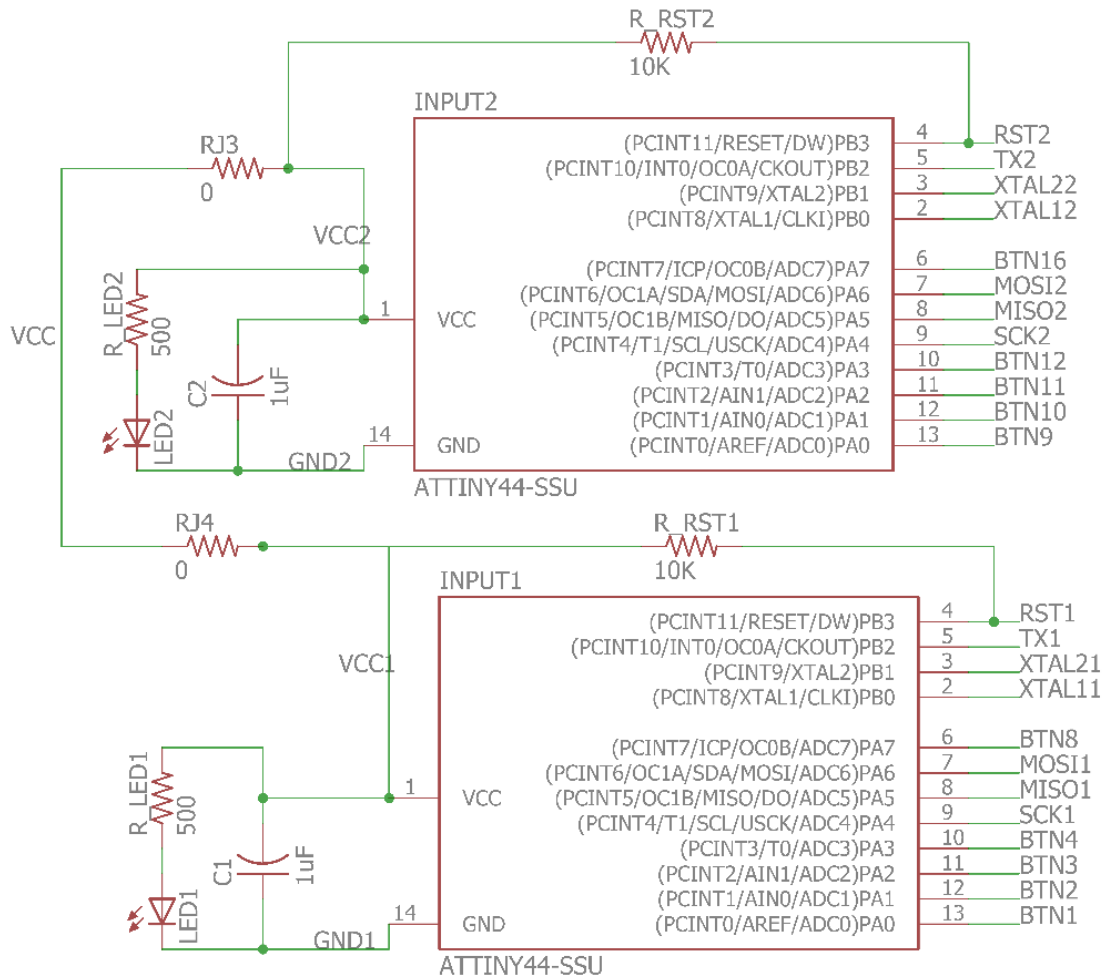 R_RST2
10K
INPUT2
RJ3
0
(PCINT11/RESET/DW)PB3 4 RST2
(PCINT10/INT0/OC0A/CKOUT)PB2 5 TX2
(PCINT9/XTAL2)PB1 3 XTAL22
(PCINT8/XTAL1/CLKI)PB0 2 XTAL12
VCC2
(PCINT7/ICP/OC0B/ADC7)PA7 6 BTN16
(PCINT6/OC1A/SDA/MOSI/ADC6)PA6 7 MOSI2
(PCINT5/OC1B/MISO/DO/ADC5)PA5 8 MISO2
(PCINT4/T1/SCL/USCK/ADC4)PA4 9 SCK2
(PCINT3/T0/ADC3)PA3 10 BTN12
(PCINT2/AIN1/ADC2)PA2 11 BTN11
(PCINT1/AIN0/ADC1)PA1 12 BTN10
(PCINT0/AREF/ADC0)PA0 13 BTN9
1 VCC
14 GND
VCC
R_LED2
500
C2
1uF
LED2
GND2
ATTINY44-SSU
RJ4
0
R_RST1
10K
INPUT1
(PCINT11/RESET/DW)PB3 4 RST1
(PCINT10/INT0/OC0A/CKOUT)PB2 5 TX1
(PCINT9/XTAL2)PB1 3 XTAL21
(PCINT8/XTAL1/CLKI)PB0 2 XTAL11
VCC1
(PCINT7/ICP/OC0B/ADC7)PA7 6 BTN8
(PCINT6/OC1A/SDA/MOSI/ADC6)PA6 7 MOSI1
(PCINT5/OC1B/MISO/DO/ADC5)PA5 8 MISO1
(PCINT4/T1/SCL/USCK/ADC4)PA4 9 SCK1
(PCINT3/T0/ADC3)PA3 10 BTN4
(PCINT2/AIN1/ADC2)PA2 11 BTN3
(PCINT1/AIN0/ADC1)PA1 12 BTN2
(PCINT0/AREF/ADC0)PA0 13 BTN1
1 VCC
14 GND
R_LED1
500
C1
1uF
LED1
GND1
ATTINY44-SSU